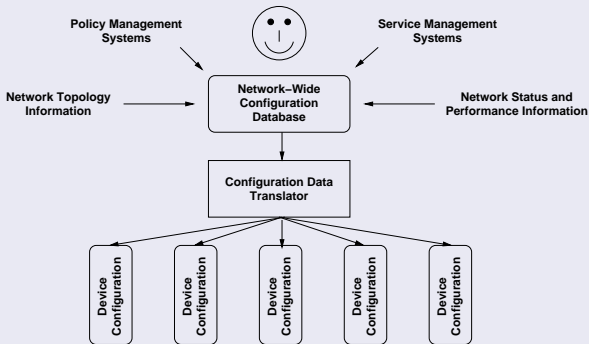 Policy Management
Systems
Service Management
Systems
Network Topology
Information
Network−Wide
Configuration
Database
Network Status and
Performance Information
Configuration Data
Translator
Device
Configuration
Device
Configuration
Device
Configuration
Device
Configuration
Device
Configuration